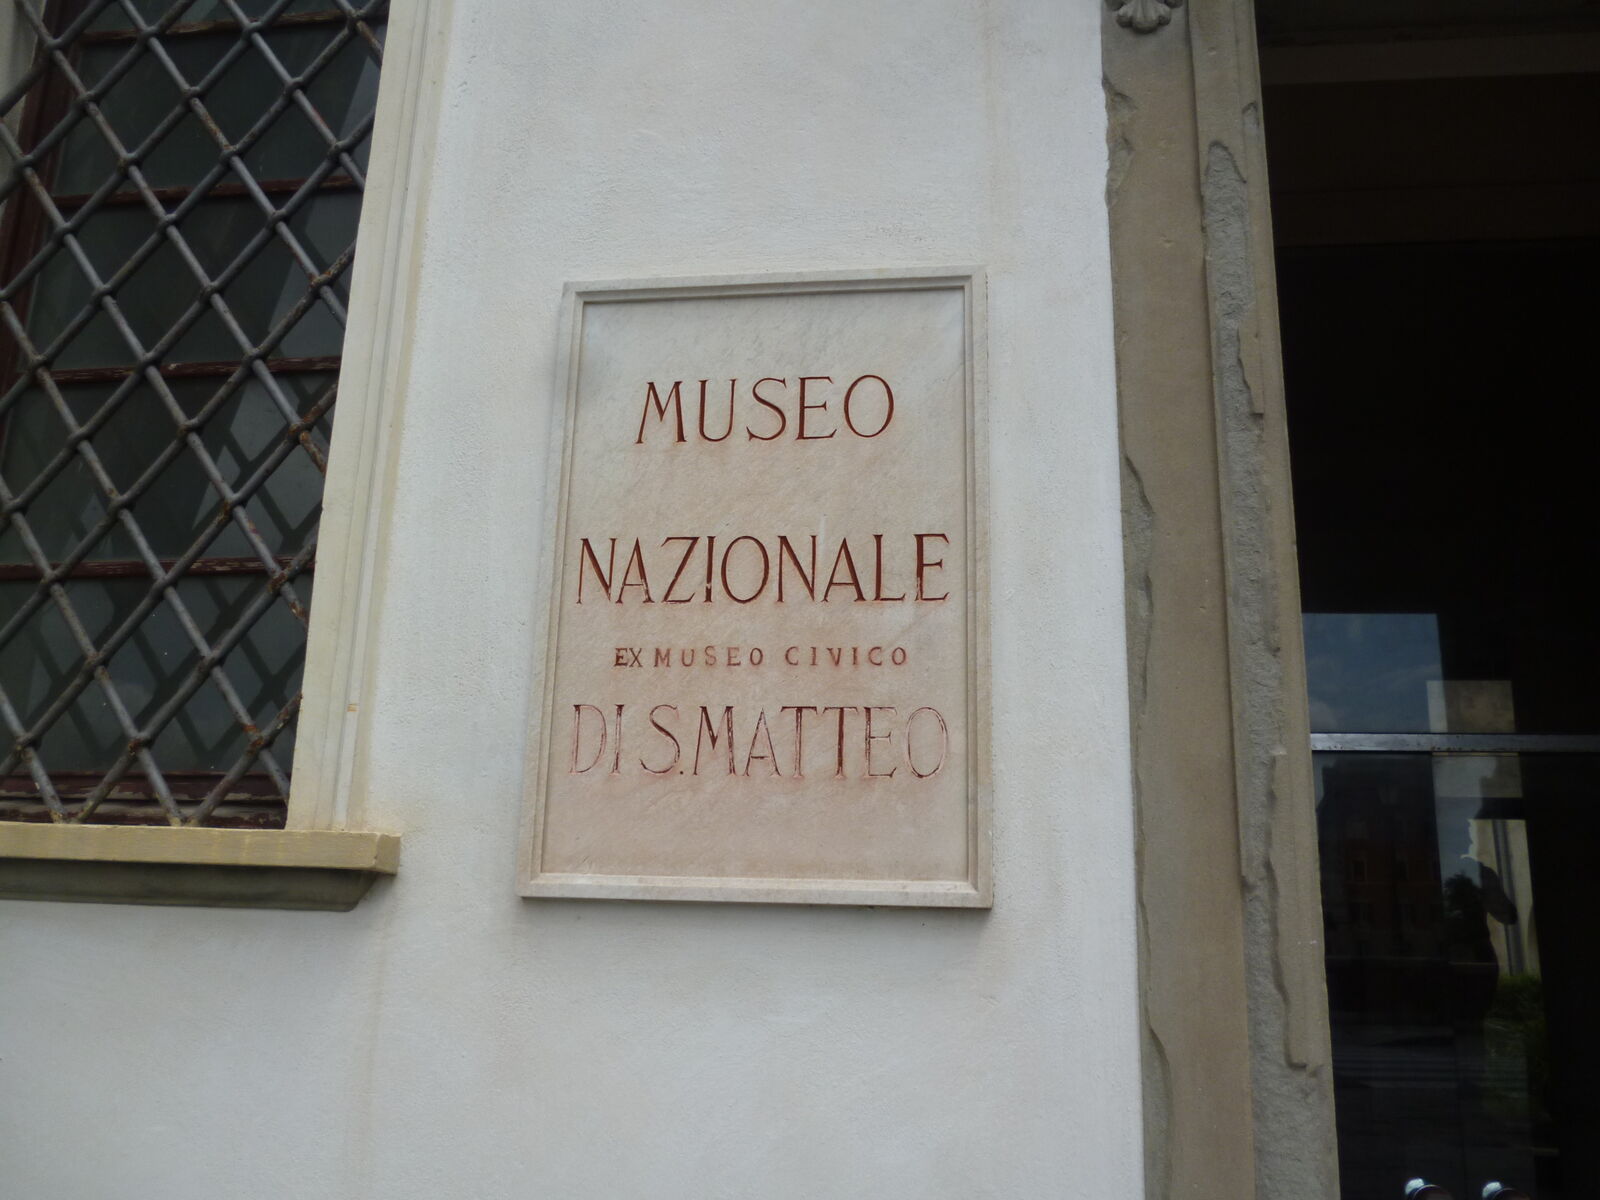 MUSEO
NAZIONALE
EX MUSEO CIVICO
DI S. MATTEO